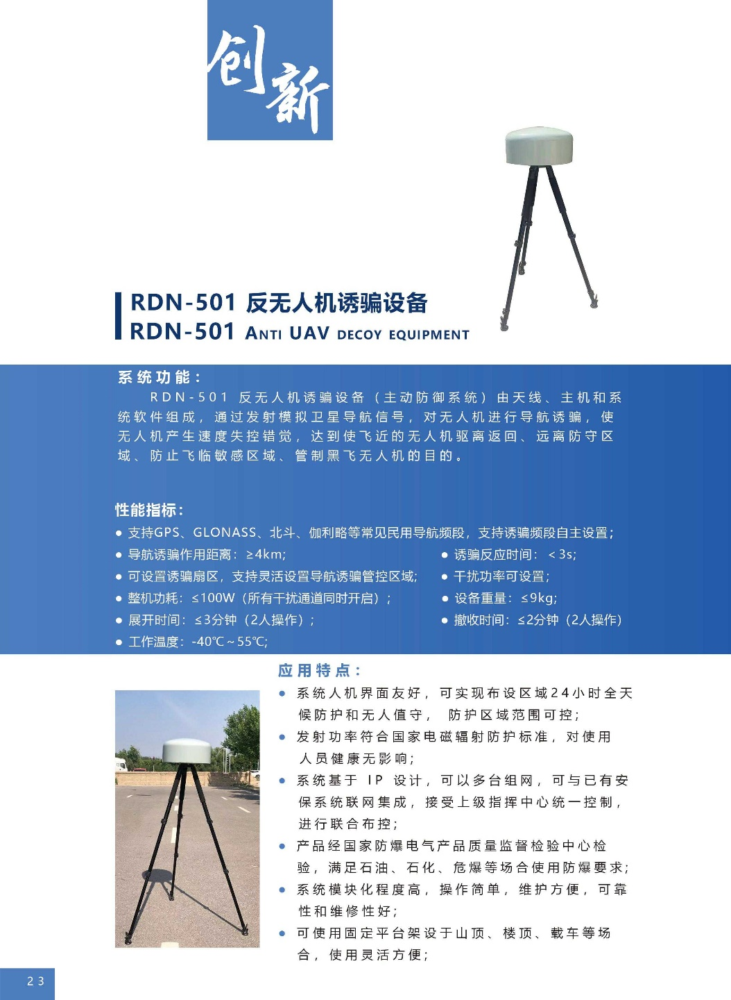 创新
RDN-501 反无人机诱骗设备
RDN-501 ANTI UAV DECOY EQUIPMENT
系统功能：
RDN-501 反无人机诱骗设备（主动防御系统）由天线、主机和系
统软件组成，通过发射模拟卫星导航信号，对无人机进行导航诱骗，使
无人机产生速度失控错觉，达到使飞近的无人机驱离返回、远离防守区
域、防止飞临敏感区域、管制黑飞无人机的目的。
性能指标：
● 支持GPS、GLONASS、北斗、伽利略等常见民用导航频段，支持诱骗频段自主设置；
● 导航诱骗作用距离：≥4km;
● 诱骗反应时间：＜3s;
● 可设置诱骗扇区，支持灵活设置导航诱骗管控区域;
● 干扰功率可设置；
● 整机功耗：≤100W（所有干扰通道同时开启）;
● 设备重量：≤9kg;
● 展开时间：≤3分钟（2人操作）;
● 撤收时间：≤2分钟（2人操作）
● 工作温度：-40℃～55℃;
应用特点：
● 系统人机界面友好，可实现布设区域24小时全天
候防护和无人值守， 防护区域范围可控；
● 发射功率符合国家电磁辐射防护标准，对使用
人员健康无影响；
● 系统基于 IP 设计，可以多台组网，可与已有安
保系统联网集成，接受上级指挥中心统一控制，
进行联合布控；
● 产品经国家防爆电气产品质量监督检验中心检
验，满足石油、石化、危爆等场合使用防爆要求；
● 系统模块化程度高，操作简单，维护方便，可靠
性和维修性好；
● 可使用固定平台架设于山顶、楼顶、载车等场
合，使用灵活方便；
23